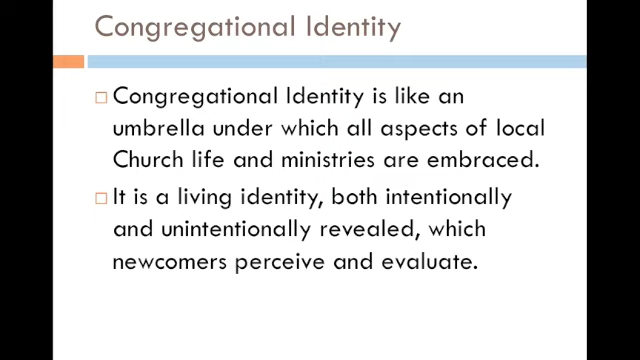 Congregational Identity
Congregational Identity is like an
umbrella under which all aspects of local
Church life and ministries are embraced.
It is a living identity, both intentionally
and unintentionally revealed, which
newcomers perceive and evaluate.